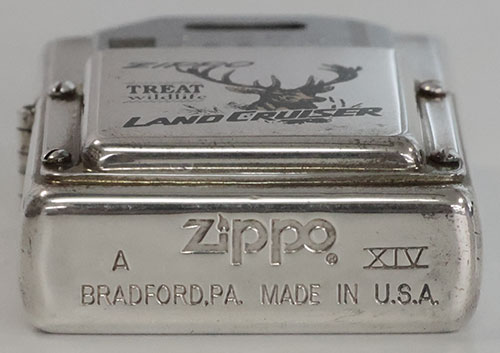 ZIPPO
TREAT
wildlife
LAND CRUISER
Zippo®
A XIV
BRADFORD,PA. MADE IN U.S.A.